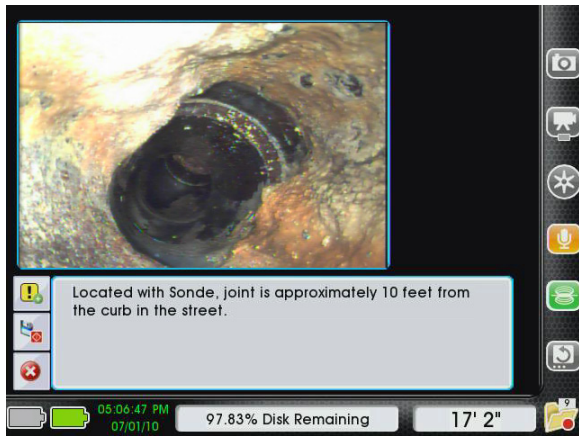 Located with Sonde, joint is approximately 10 feet from
the curb in the street.
05:06:47 PM
07/01/10
97.83% Disk Remaining
17' 2"
9